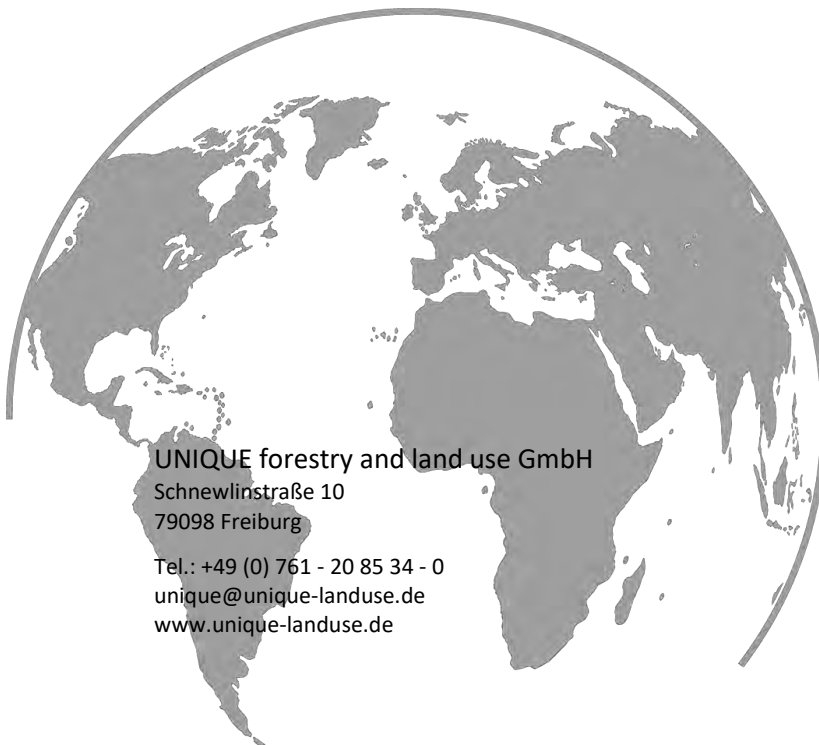 UNIQUE forestry and land use GmbH
Schnewlinstraße 10
79098 Freiburg
Tel.: +49 (0) 761 - 20 85 34 - 0
unique@unique-landuse.de
www.unique-landuse.de